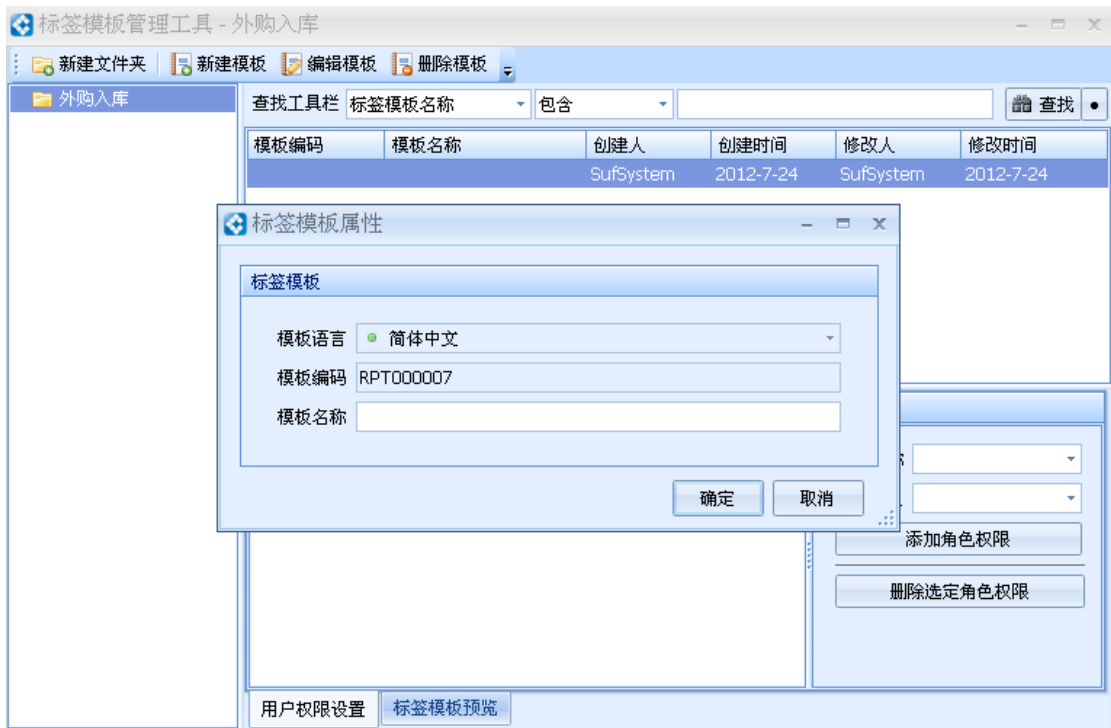 标签模板管理工具 - 外购入库
新建文件夹 新建模板 编辑模板 删除模板
外购入库
查找工具栏 标签模板名称 包含 查找
模板编码 模板名称 创建人 创建时间 修改人 修改时间
SufSystem 2012-7-24 SufSystem 2012-7-24
标签模板属性
标签模板
模板语言 简体中文
模板编码 RPT000007
模板名称
确定 取消
添加角色权限
删除选定角色权限
用户权限设置 标签模板预览